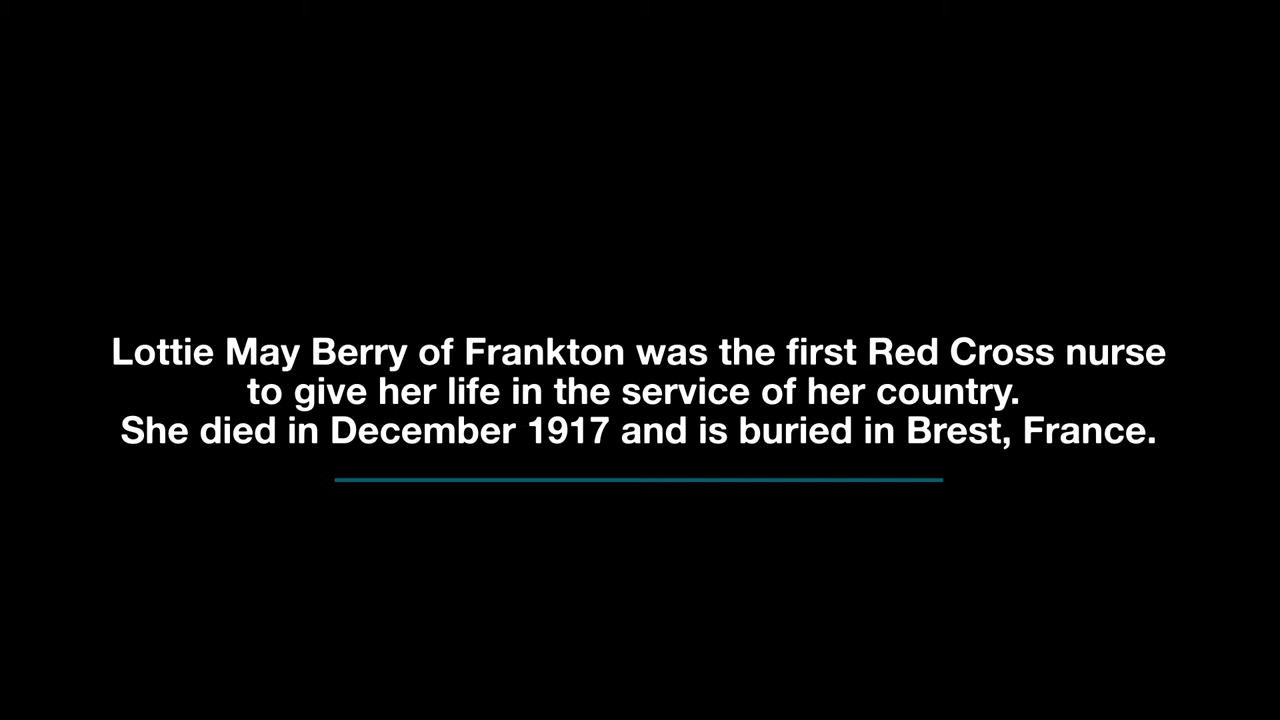 Lottie May Berry of Frankton was the first Red Cross nurse
to give her life in the service of her country.
She died in December 1917 and is buried in Brest, France.